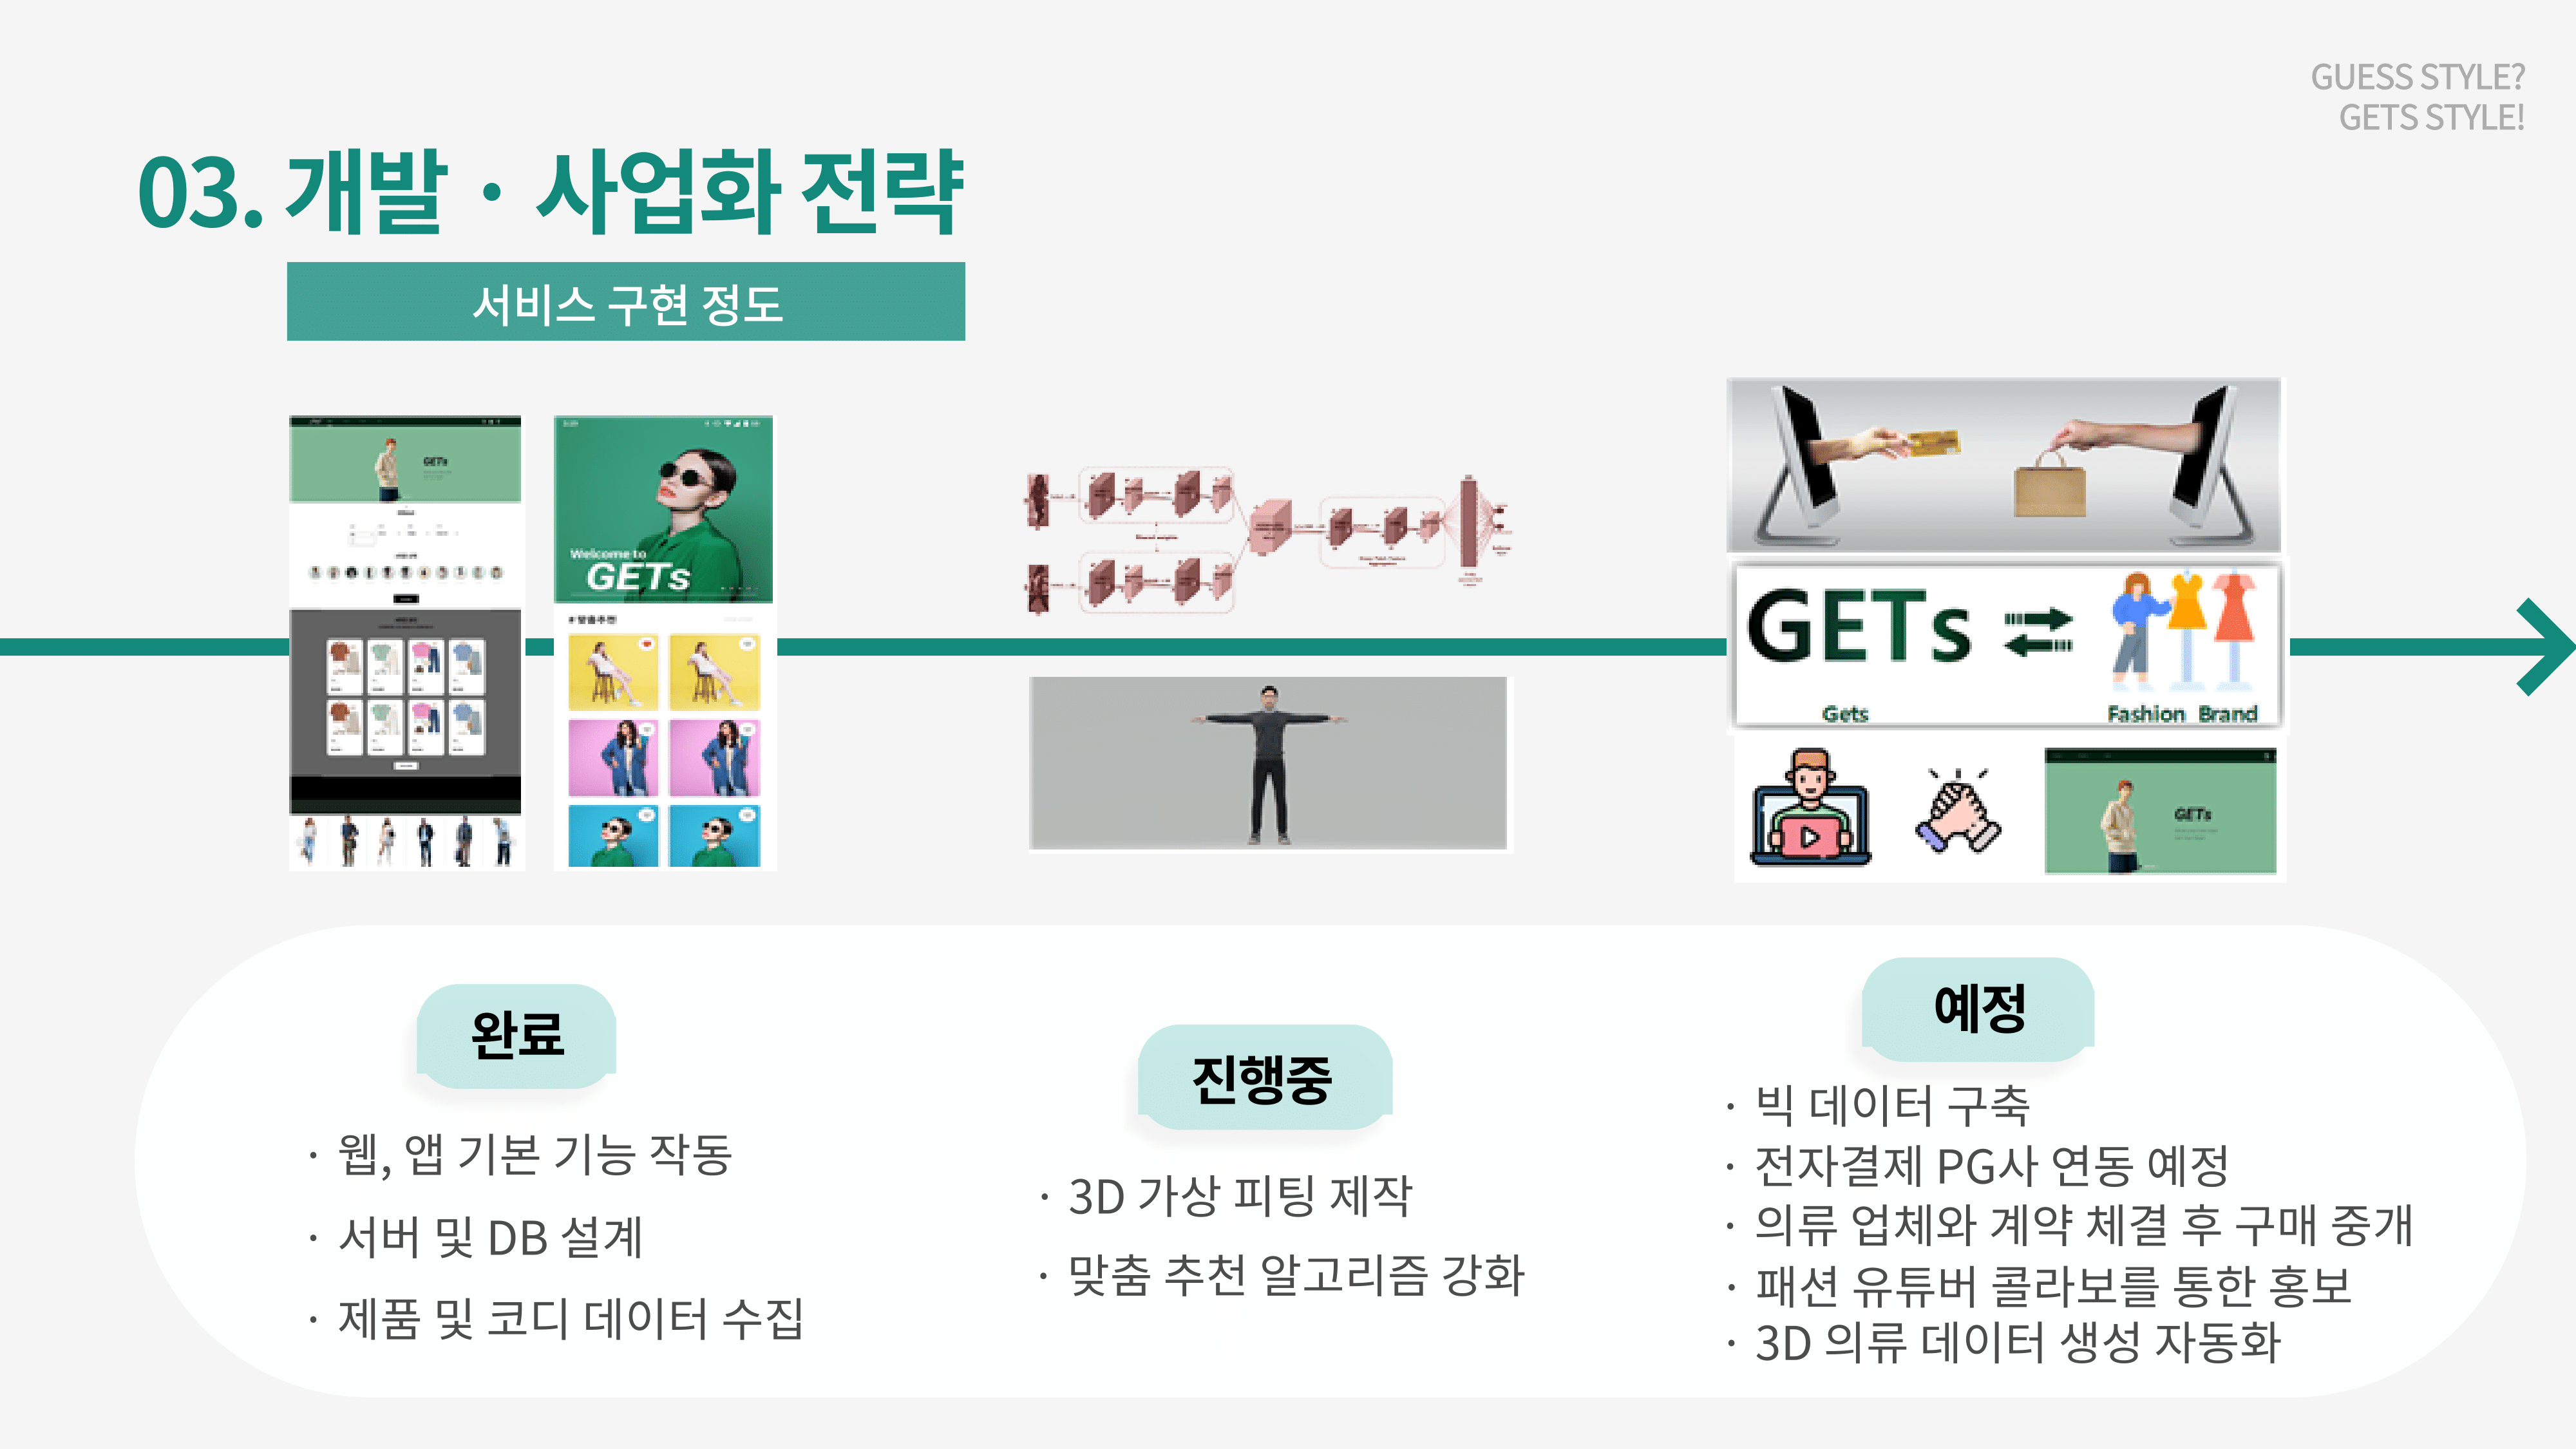 GUESS STYLE?
GETS STYLE!
03. 개발 · 사업화 전략
서비스 구현 정도
GETs
Welcome to
GETs
# 맞춤추천
GETs
Gets
Fashion Brand
GETs
완료
· 웹, 앱 기본 기능 작동
· 서버 및 DB 설계
· 제품 및 코디 데이터 수집
진행중
· 3D 가상 피팅 제작
· 맞춤 추천 알고리즘 강화
예정
· 빅 데이터 구축
· 전자결제 PG사 연동 예정
· 의류 업체와 계약 체결 후 구매 중개
· 패션 유튜버 콜라보를 통한 홍보
· 3D 의류 데이터 생성 자동화